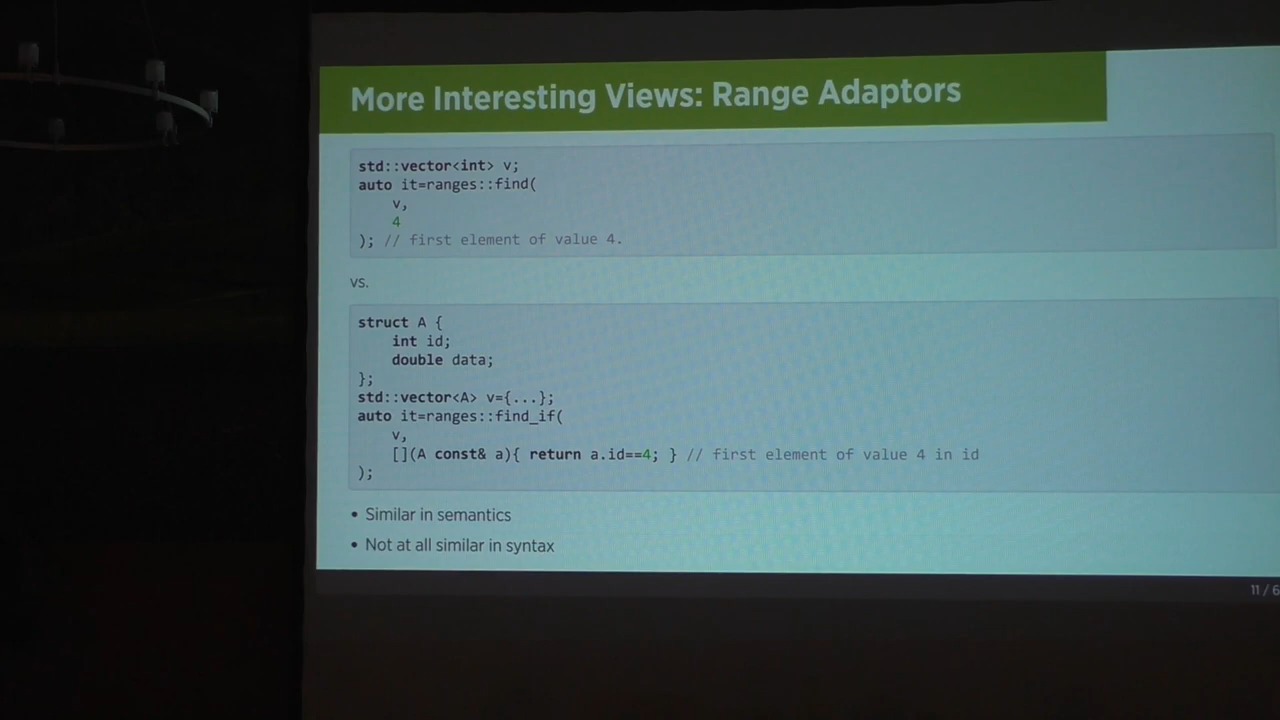 More Interesting Views: Range Adaptors
std::vector<int> v;
auto it=ranges::find(
v,
4
); // first element of value 4.
vs.
struct A {
int id;
double data;
};
std::vector<A> v={...};
auto it=ranges::find_if(
v,
[](A const& a){ return a.id==4; } // first element of value 4 in id
);
• Similar in semantics
• Not at all similar in syntax
11 / 6